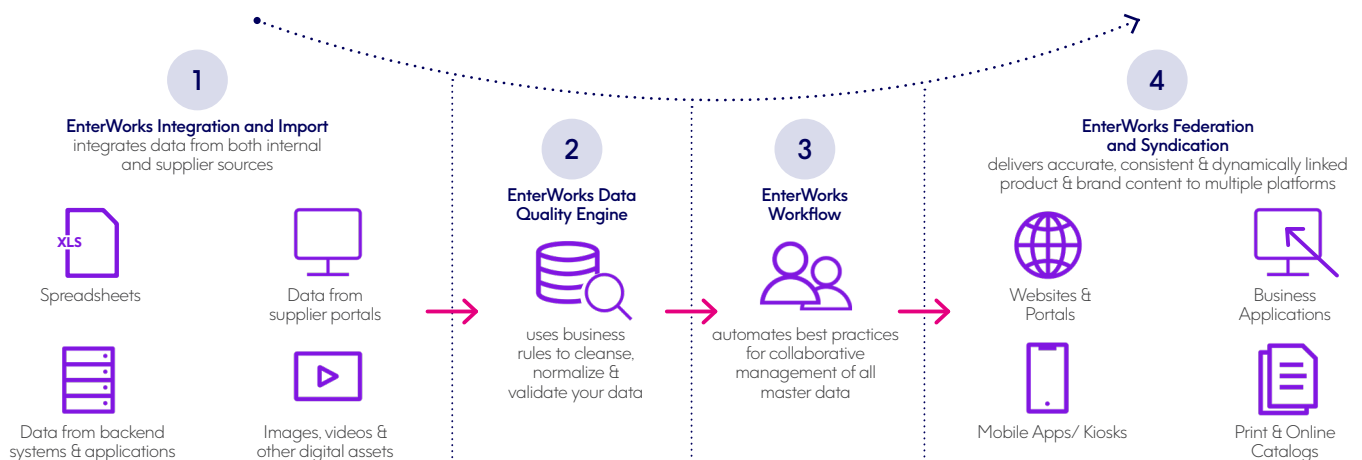 1
EnterWorks Integration and Import
integrates data from both internal
and supplier sources
XLS
Spreadsheets
Data from
supplier portals
Data from backend
systems & applications
Images, videos &
other digital assets
2
EnterWorks Data
Quality Engine
uses business
rules to cleanse,
normalize &
validate your data
3
EnterWorks
Workflow
automates best practices
for collaborative
management of all
master data
4
EnterWorks Federation
and Syndication
delivers accurate, consistent & dynamically linked
product & brand content to multiple platforms
Websites &
Portals
Business
Applications
Mobile Apps/ Kiosks
Print & Online
Catalogs